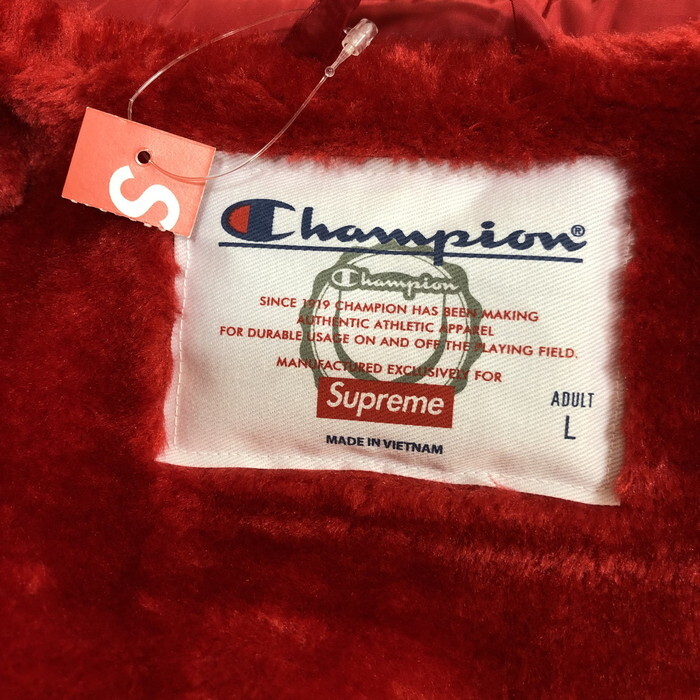 S
Champion®
Champion
SINCE 1919 CHAMPION HAS BEEN MAKING
AUTHENTIC ATHLETIC APPAREL
FOR DURABLE USAGE ON AND OFF THE PLAYING FIELD.
MANUFACTURED EXCLUSIVELY FOR
Supreme
ADULT
L
MADE IN VIETNAM